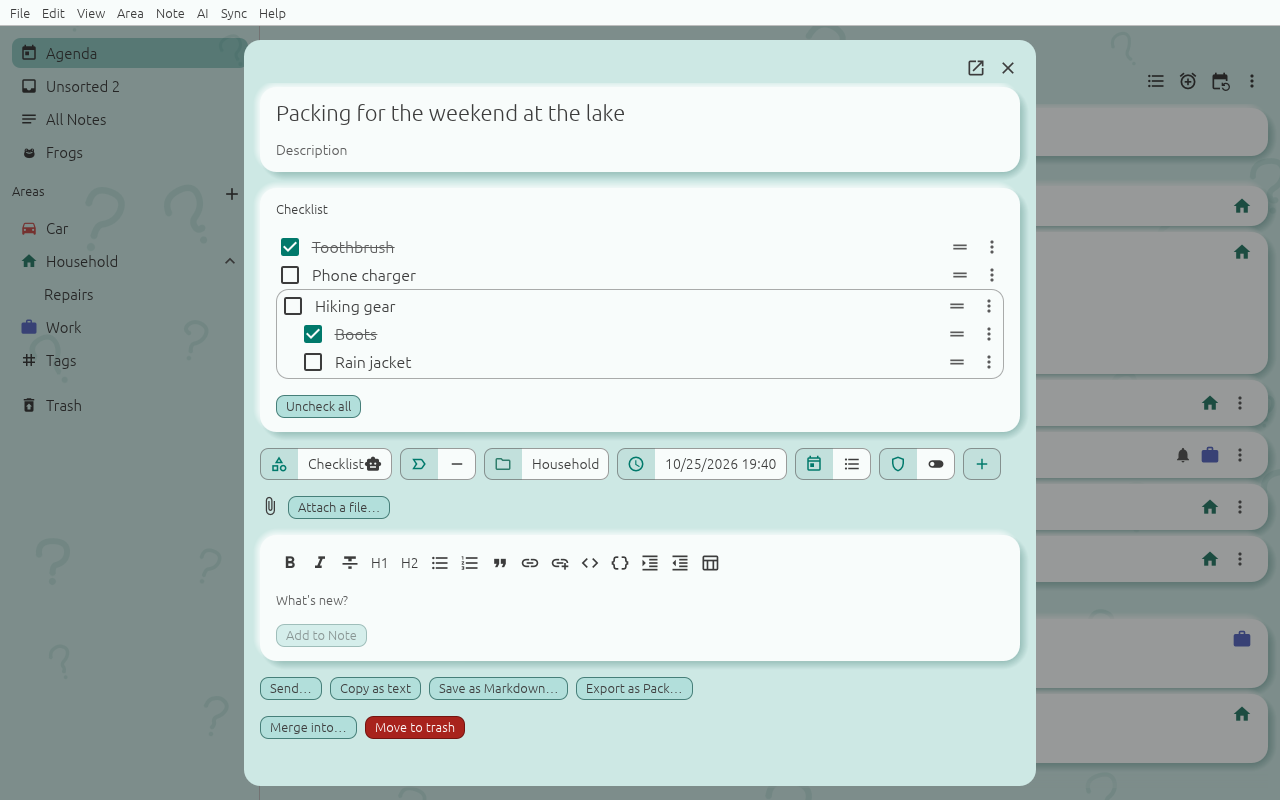 File Edit View Area Note AI Sync Help
Agenda
Unsorted 2
All Notes
Frogs
Areas
Car
Household
Repairs
Work
Tags
Trash
Packing for the weekend at the lake
Description
Checklist
Toothbrush
Phone charger
Hiking gear
Boots
Rain jacket
Uncheck all
Checklist
Household
10/25/2026 19:40
Attach a file…
H1 H2
What's new?
Add to Note
Send… Copy as text Save as Markdown… Export as Pack…
Merge into… Move to trash